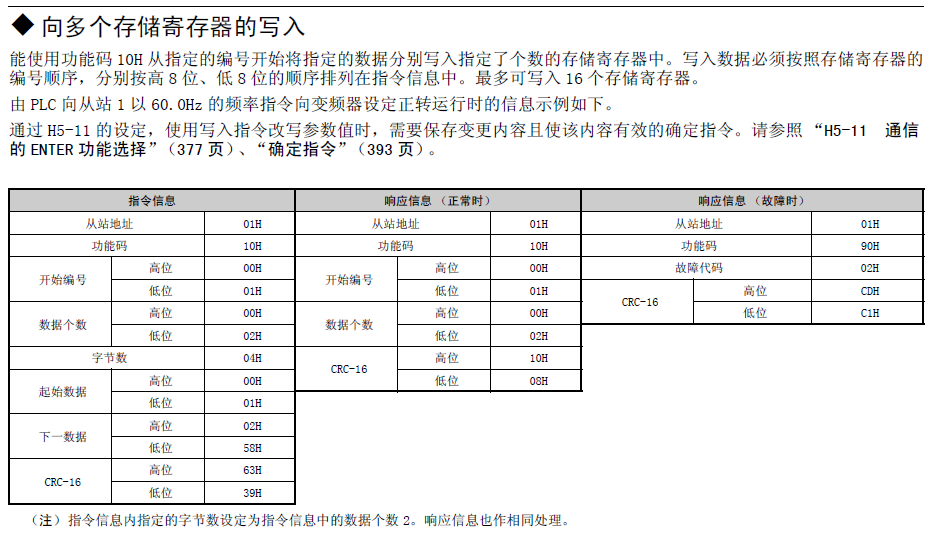 ◆ 向多个存储寄存器的写入
能使用功能码 10H 从指定的编号开始将指定的数据分别写入指定了个数的存储寄存器中。写入数据必须按照存储寄存器的
编号顺序，分别按高 8 位、低 8 位的顺序排列在指令信息中。最多可写入 16 个存储寄存器。
由 PLC 向从站 1 以 60.0Hz 的频率指令向变频器设定正转运行时的信息示例如下。
通过 H5-11 的设定，使用写入指令改写参数值时，需要保存变更内容且使该内容有效的确定指令。请参照 “H5-11 通信
的 ENTER 功能选择”（377 页）、“确定指令”（393 页）。
指令信息 响应信息（正常时） 响应信息（故障时）
从站地址 01H 从站地址 01H 从站地址 01H
功能码 10H 功能码 10H 功能码 90H
开始编号 高位 00H 开始编号 高位 00H 故障代码 02H
低位 01H 低位 01H CRC-16 高位 CDH
数据个数 高位 00H 数据个数 高位 00H 低位 C1H
低位 02H 低位 02H
字节数 04H CRC-16 高位 10H
起始数据 高位 00H 低位 08H
低位 01H
下一数据 高位 02H
低位 58H
CRC-16 高位 63H
低位 39H
（注）指令信息内指定的字节数设定为指令信息中的数据个数 2。响应信息也作相同处理。